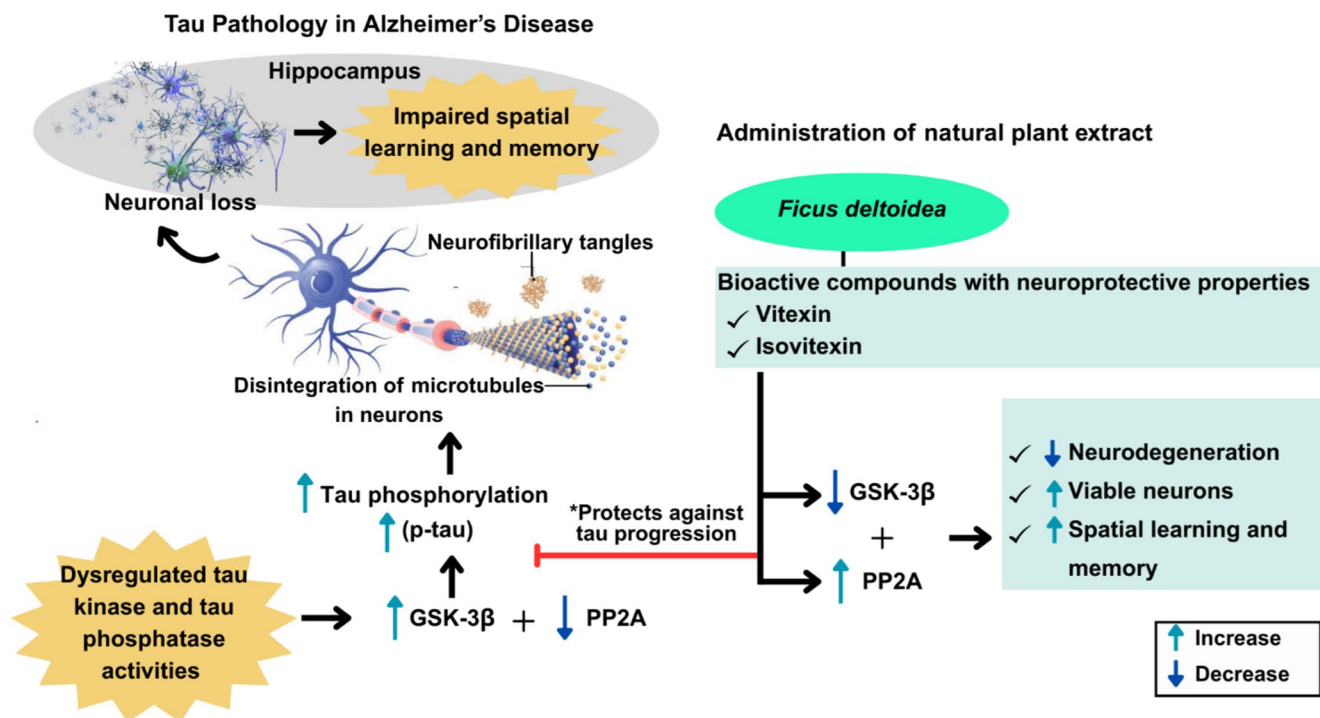 Tau Pathology in Alzheimer's Disease
Hippocampus
Impaired spatial
learning and memory
Neuronal loss
Neurofibrillary tangles
Disintegration of microtubules
in neurons
Tau phosphorylation
(p-tau)
Dysregulated tau
kinase and tau
phosphatase
activities
GSK-3β + PP2A
*Protects against
tau progression
Administration of natural plant extract
Ficus deltoidea
Bioactive compounds with neuroprotective properties
✓ Vitexin
✓ Isovitexin
GSK-3β
+
PP2A
✓ ↓ Neurodegeneration
✓ ↑ Viable neurons
✓ ↑ Spatial learning and
memory
↑ Increase
↓ Decrease